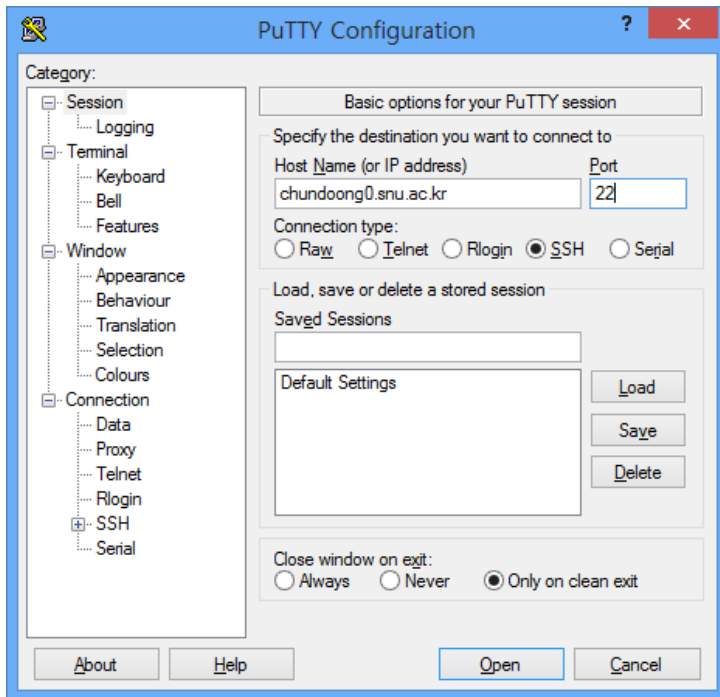 PuTTY Configuration
?
Category:
Session
Logging
Terminal
Keyboard
Bell
Features
Window
Appearance
Behaviour
Translation
Selection
Colours
Connection
Data
Proxy
Telnet
Rlogin
SSH
Serial
Basic options for your PuTTY session
Specify the destination you want to connect to
Host Name (or IP address) Port
chundoong0.snu.ac.kr 22
Connection type:
Raw Telnet Rlogin SSH Serial
Load, save or delete a stored session
Saved Sessions
Default Settings
Load
Save
Delete
Close window on exit:
Always Never Only on clean exit
About Help Open Cancel